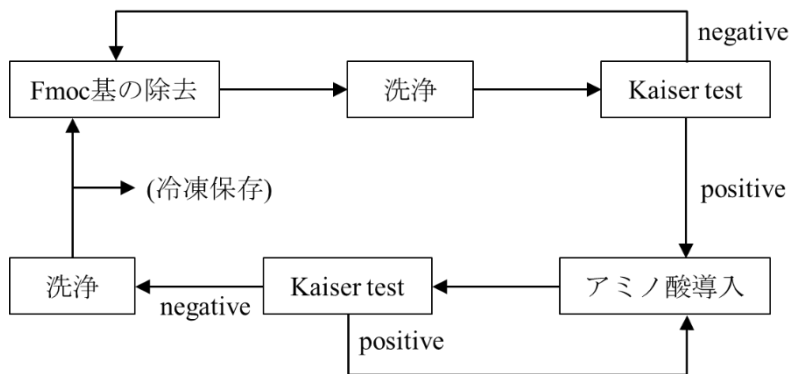 negative
Fmoc基の除去
洗浄
Kaiser test
positive
(冷凍保存)
洗浄
negative
Kaiser test
positive
アミノ酸導入